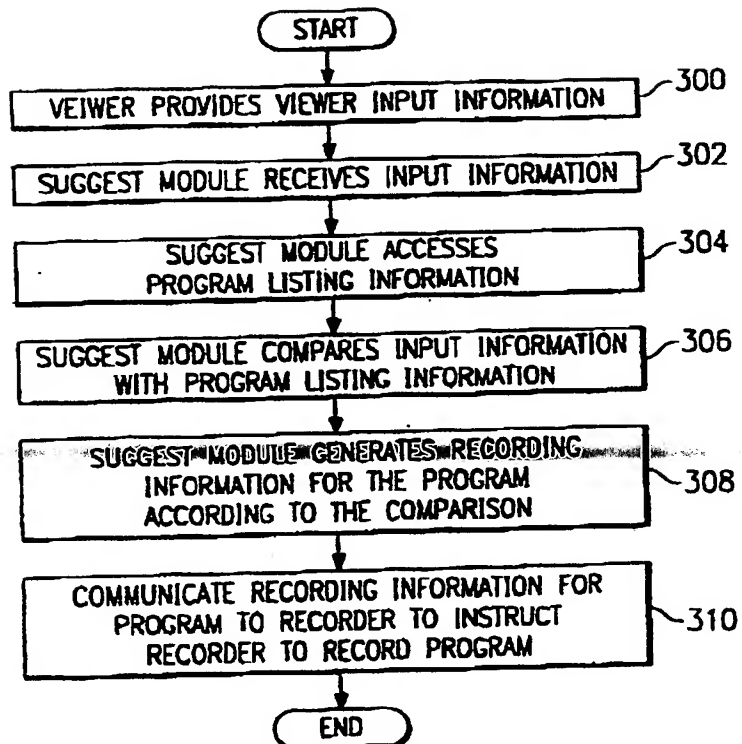 START
VEIWER PROVIDES VIEWER INPUT INFORMATION
300
SUGGEST MODULE RECEIVES INPUT INFORMATION
302
SUGGEST MODULE ACCESSES
PROGRAM LISTING INFORMATION
304
SUGGEST MODULE COMPARES INPUT INFORMATION
WITH PROGRAM LISTING INFORMATION
306
SUGGEST MODULE GENERATES RECORDING
INFORMATION FOR THE PROGRAM
ACCORDING TO THE COMPARISON
308
COMMUNICATE RECORDING INFORMATION FOR
PROGRAM TO RECORDER TO INSTRUCT
RECORDER TO RECORD PROGRAM
310
END